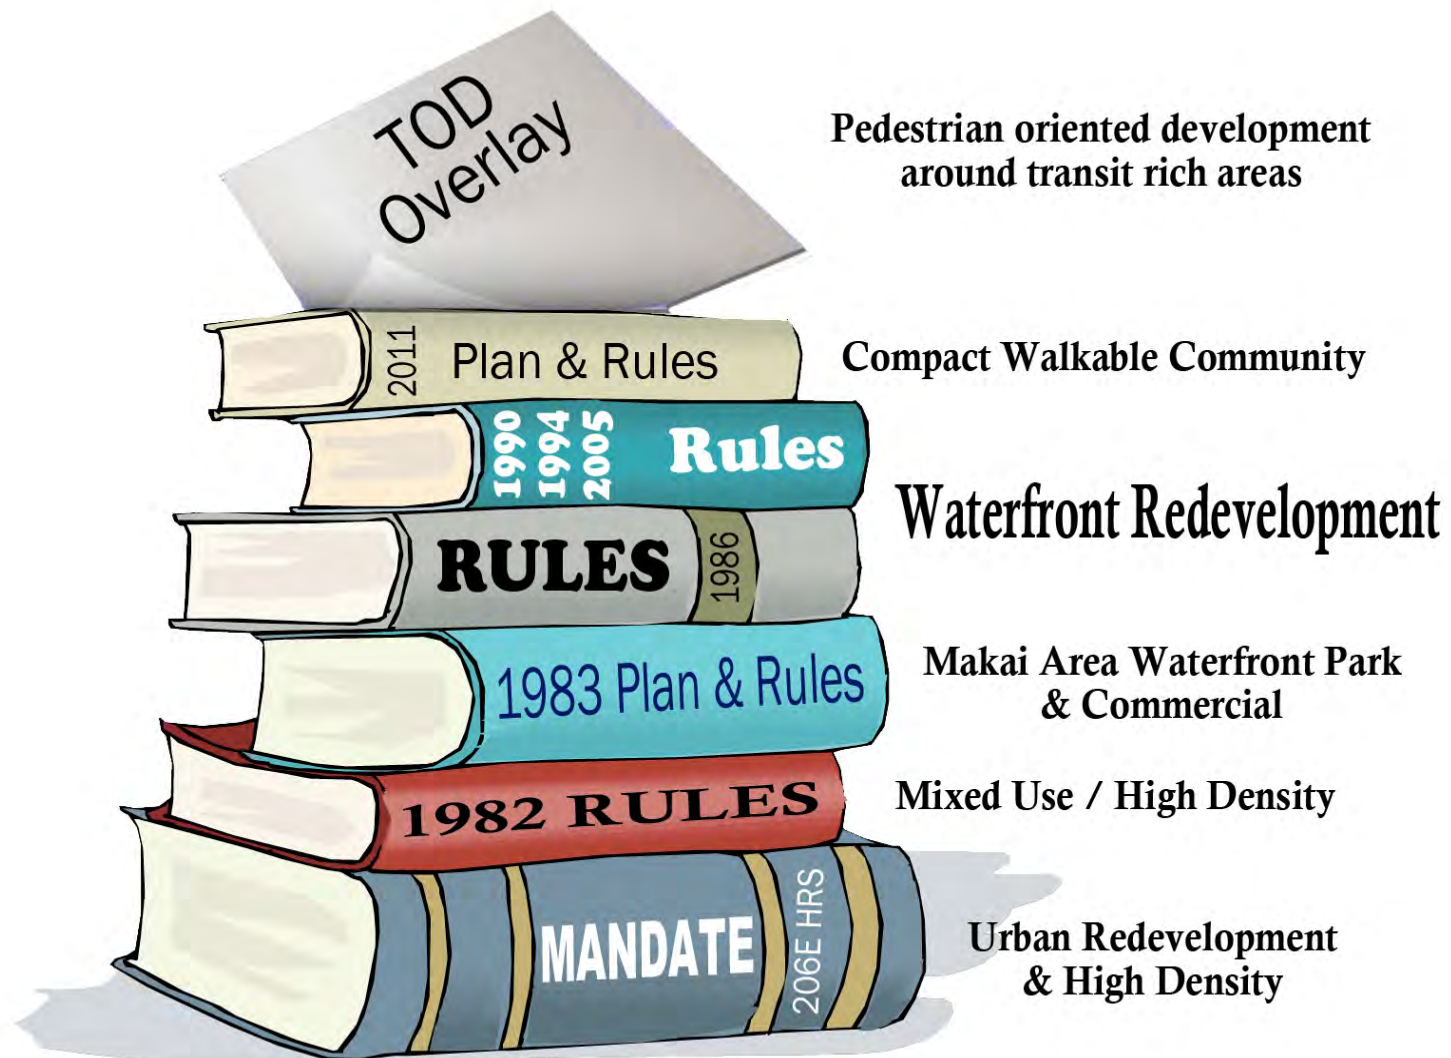 TOD
Overlay
Pedestrian oriented development
around transit rich areas
2011
Plan & Rules
Compact Walkable Community
1990
1994
2005
Rules
Waterfront Redevelopment
RULES
1986
1983 Plan & Rules
Makai Area Waterfront Park
& Commercial
1982 RULES
Mixed Use / High Density
MANDATE
206E HRS
Urban Redevelopment
& High Density